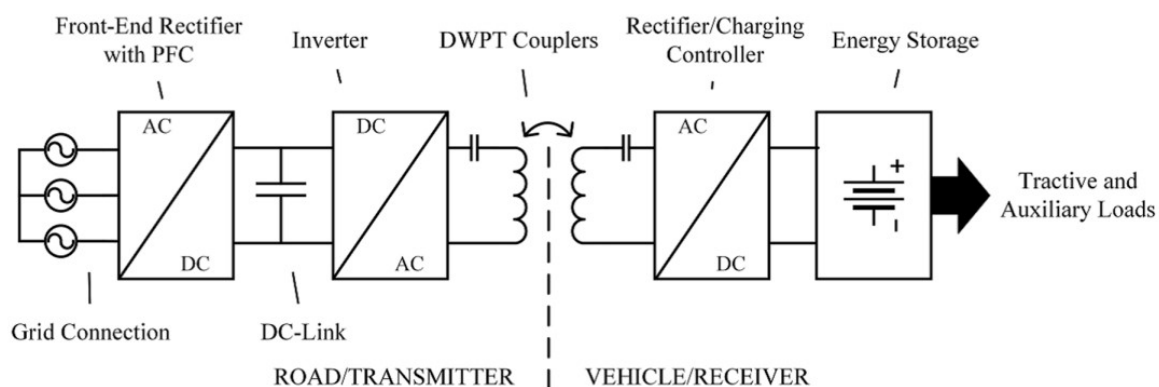 Front-End Rectifier
with PFC
Inverter
DWPT Couplers
Rectifier/Charging
Controller
Energy Storage
AC
DC
DC
AC
AC
DC
+
Tractive and
Auxiliary Loads
Grid Connection
DC-Link
ROAD/TRANSMITTER
VEHICLE/RECEIVER